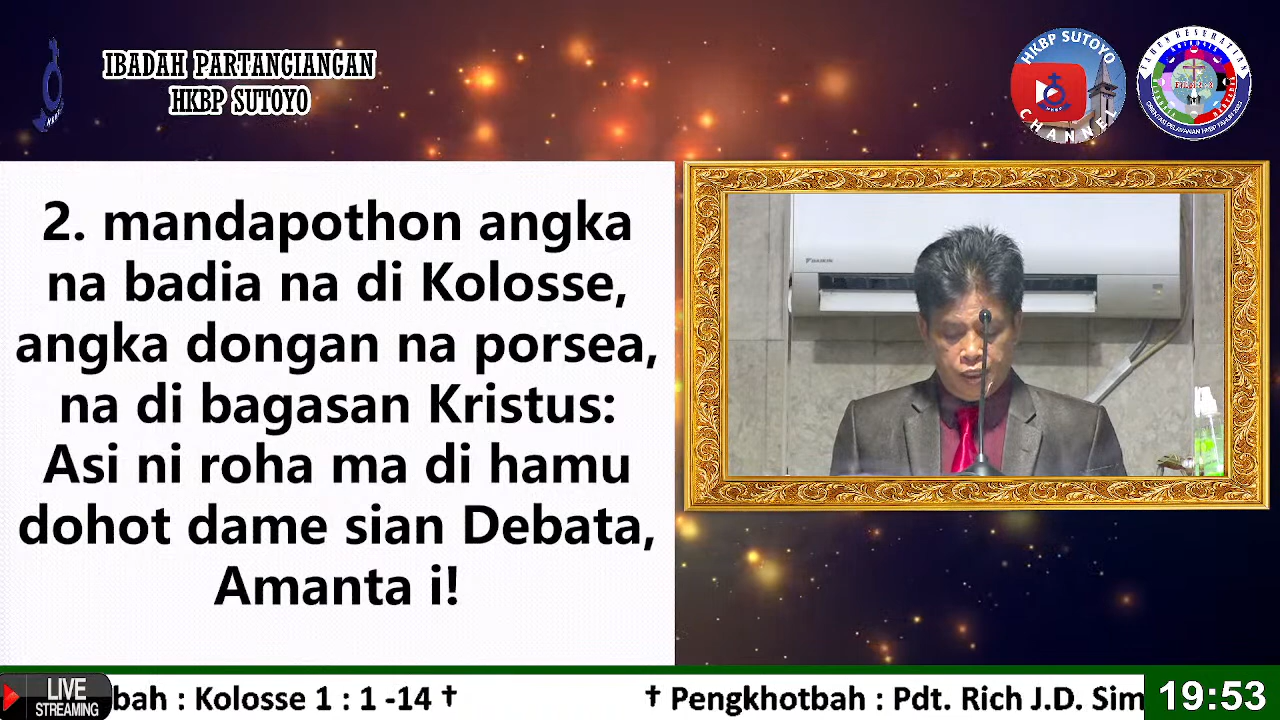 IBADAH PARTANGIANGAN
HKBP SUTOYO
HKBP SUTOYO
CHANNEL
2. mandapothon angka
na badia na di Kolosse,
angka dongan na porsea,
na di bagasan Kristus:
Asi ni roha ma di hamu
dohot dame sian Debata,
Amanta i!
DAIKIN
LIVE
STREAMING
bah : Kolosse 1 : 1 -14 † † Pengkhotbah : Pdt. Rich J.D. Sim
19:53